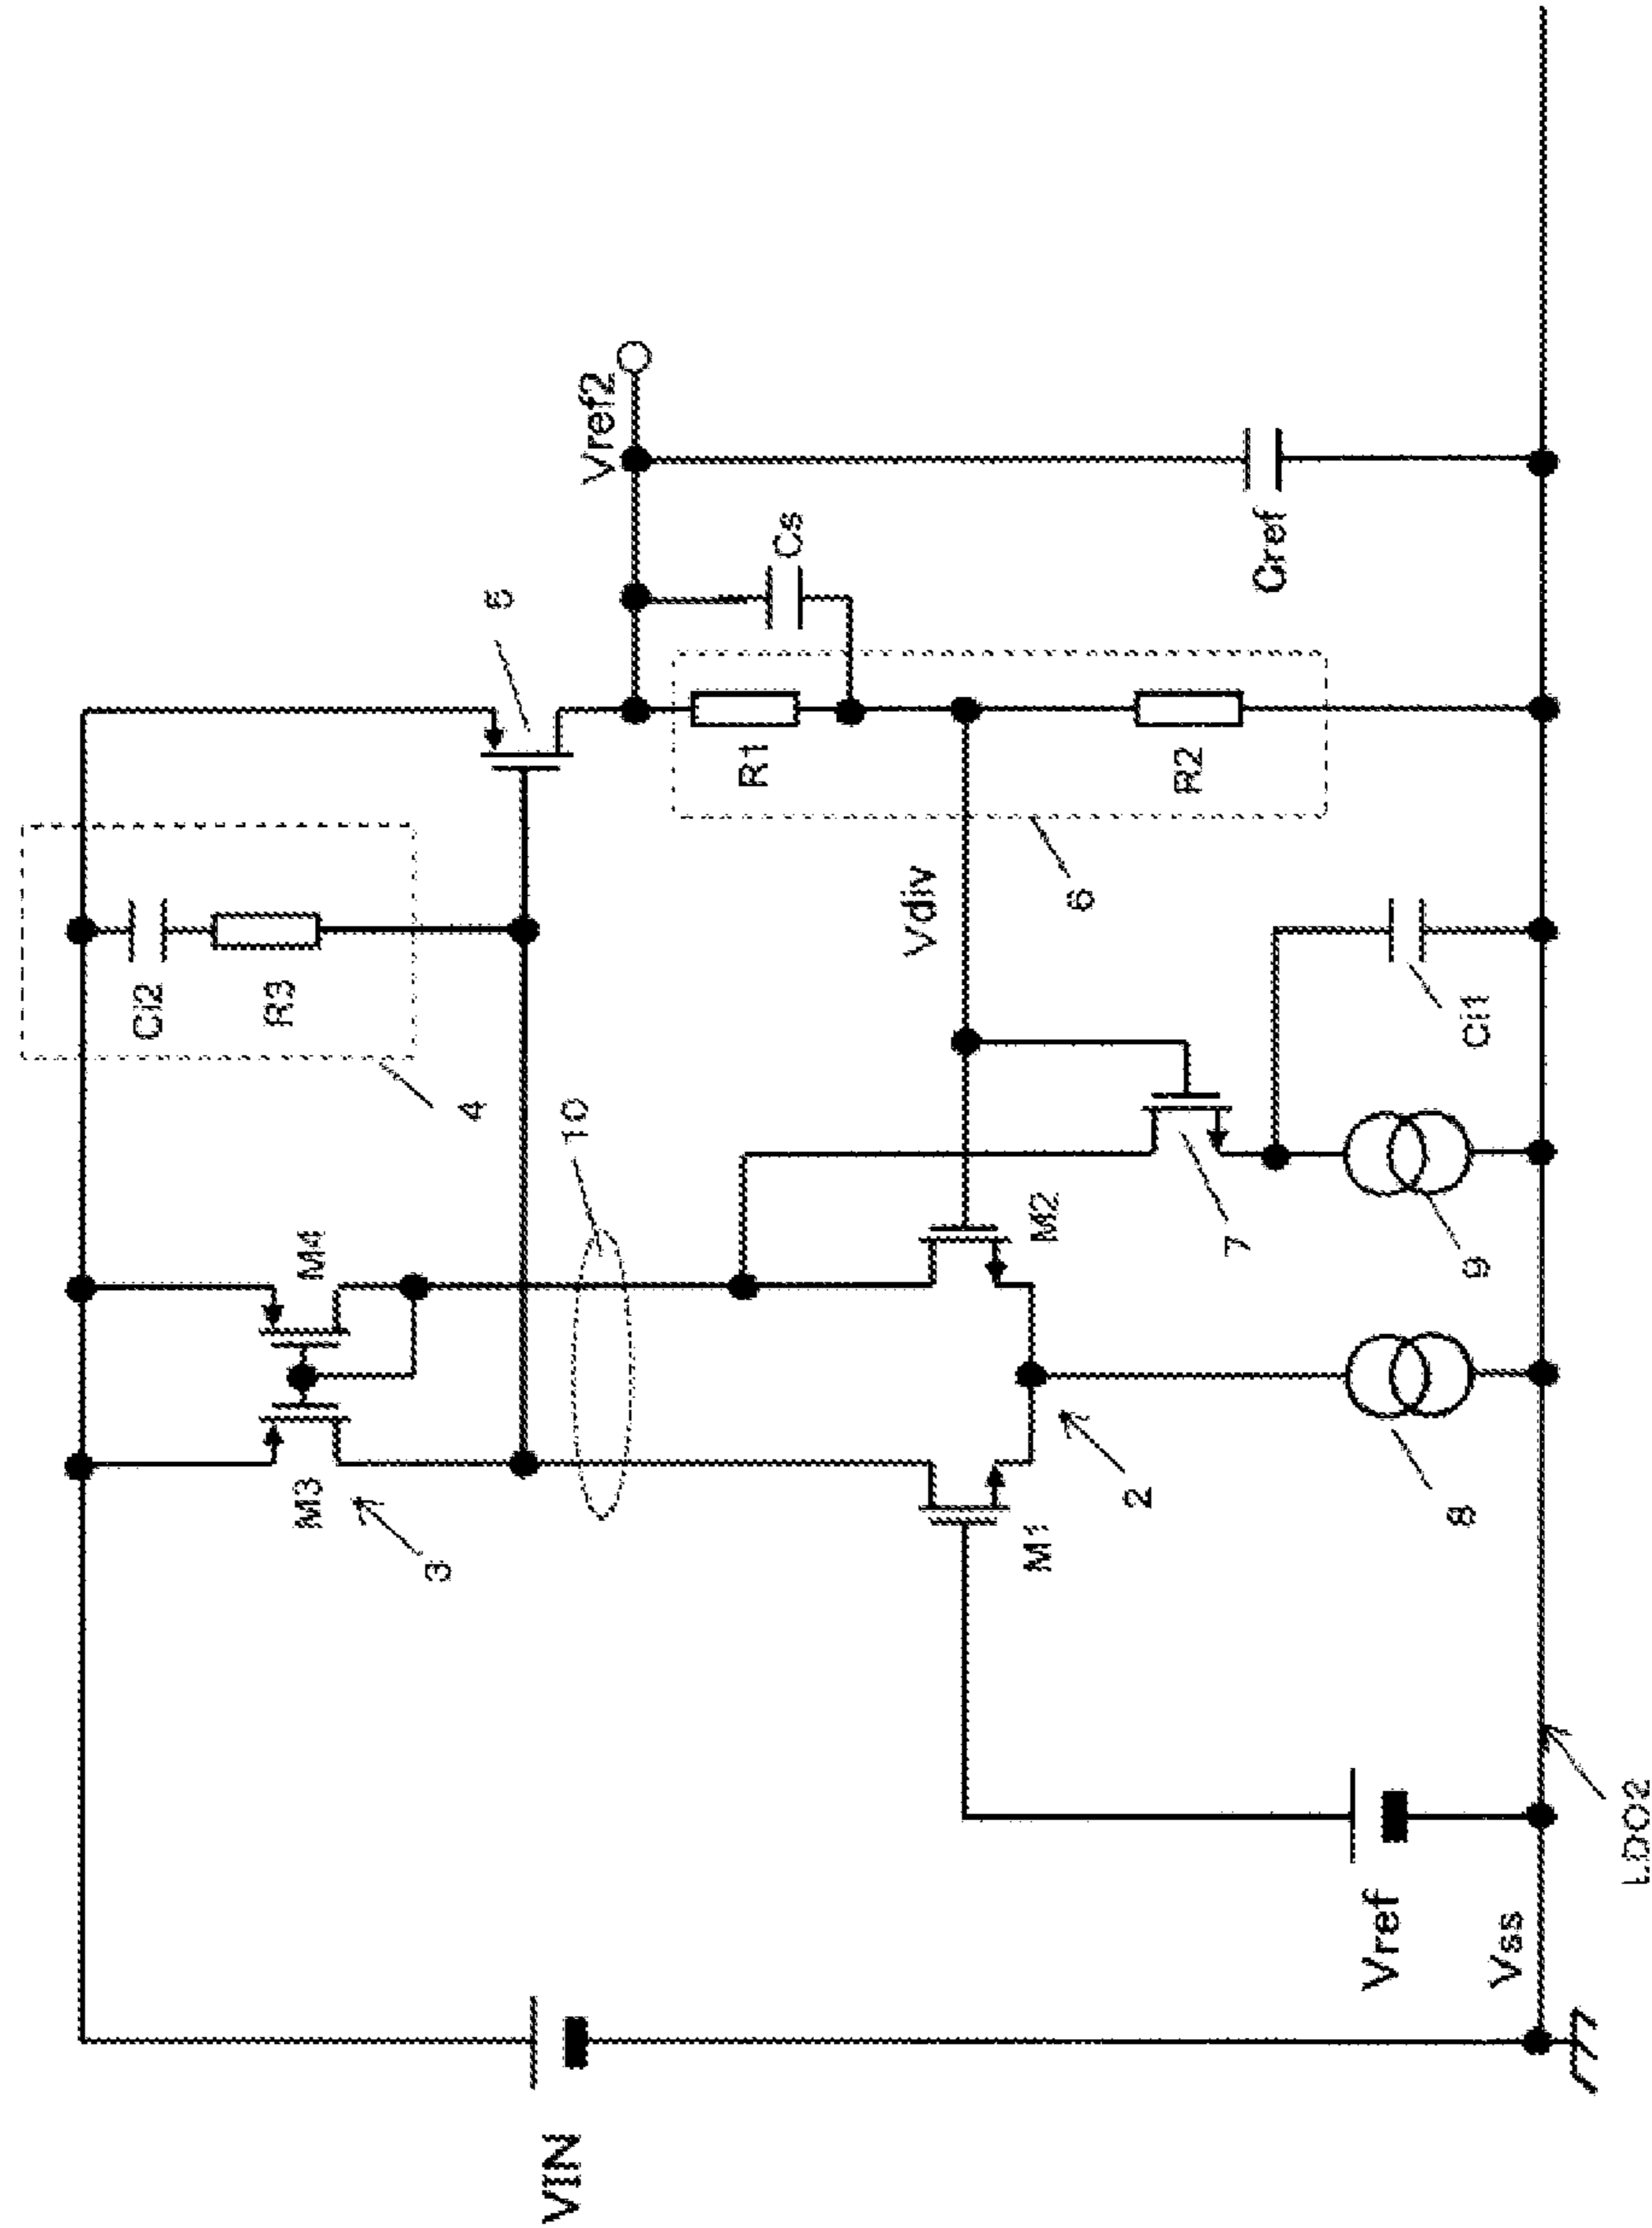 VIN
Vref
Vss
LDO2
M3
3
M4
Ci2
R3
4
10
M1
2
M2
8
9
7
Ci1
Vdiv
6
5
R1
R2
Cs
Cref
Vref2